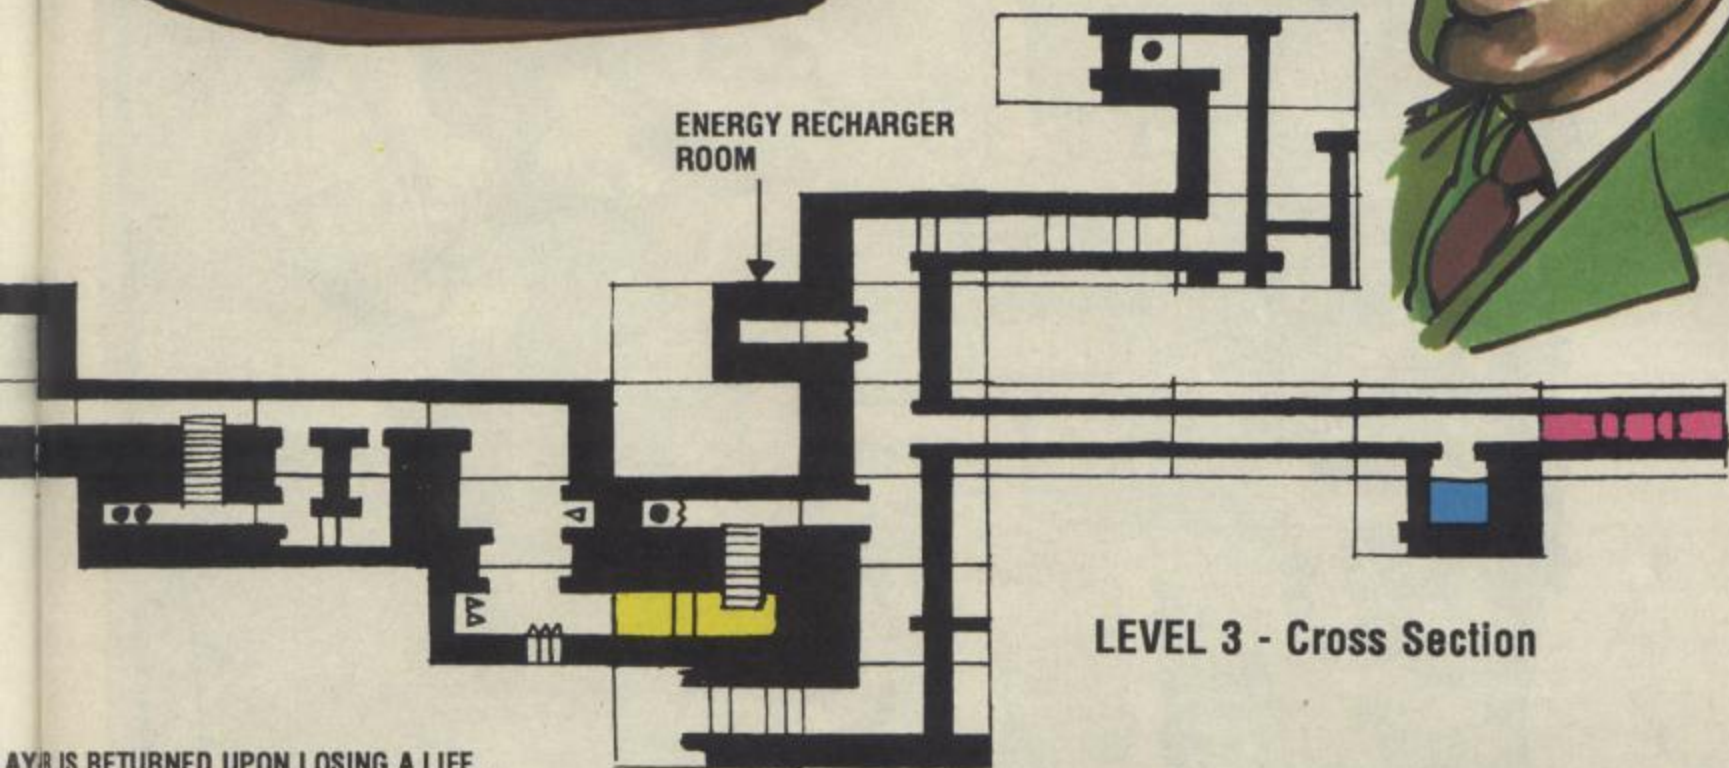 ENERGY RECHARGER
ROOM
LEVEL 3 - Cross Section
IS RETURNED UPON LOSING A LIFE